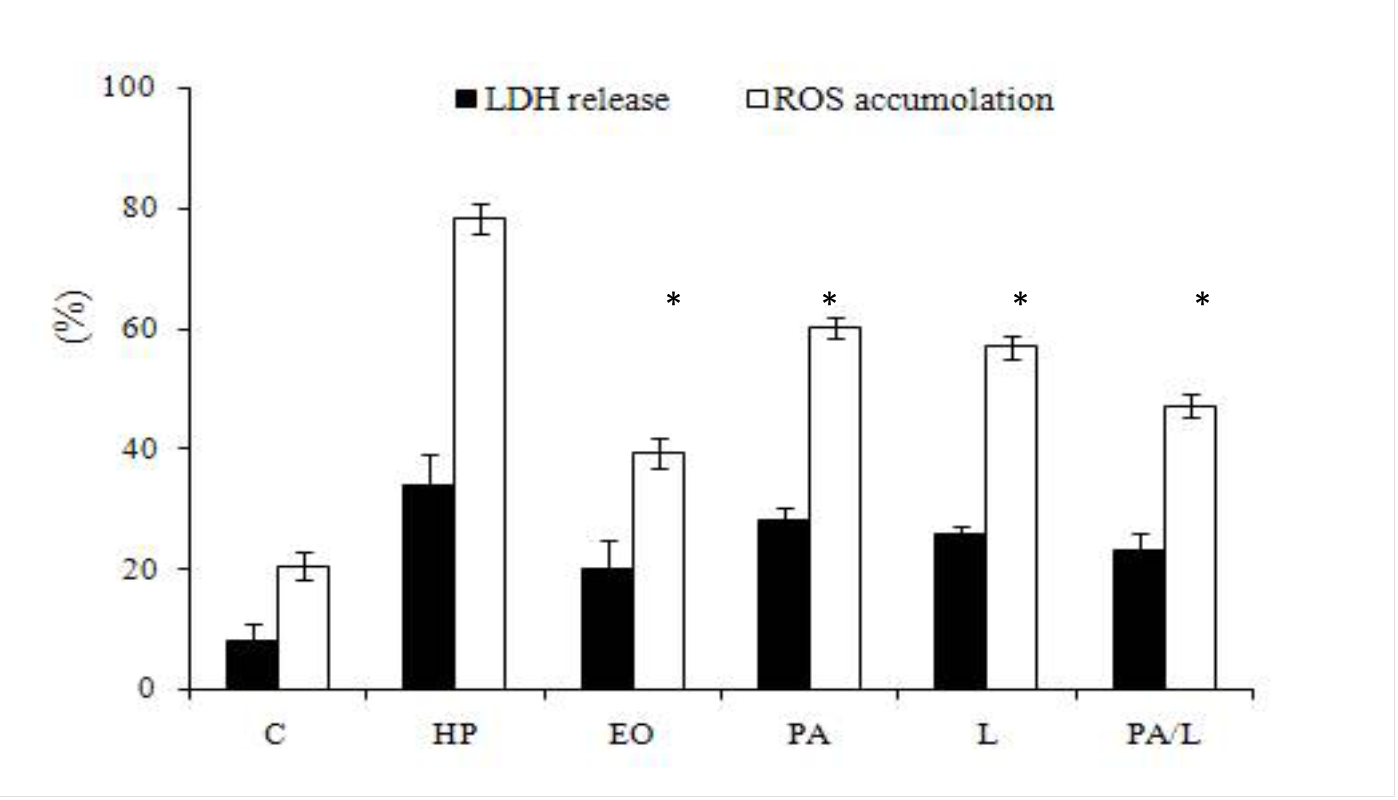 100
LDH release
ROS accumolation
80
(%)
60
40
20
0
* * * *
C HP EO PA L PA/L